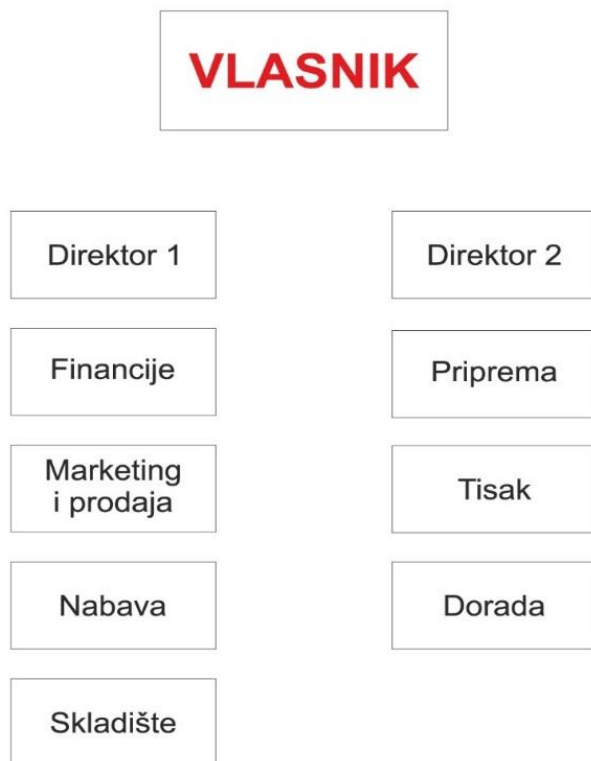 VLASNIK
Direktor 1
Direktor 2
Financije
Priprema
Marketing
i prodaja
Tisak
Nabava
Dorada
Skladište